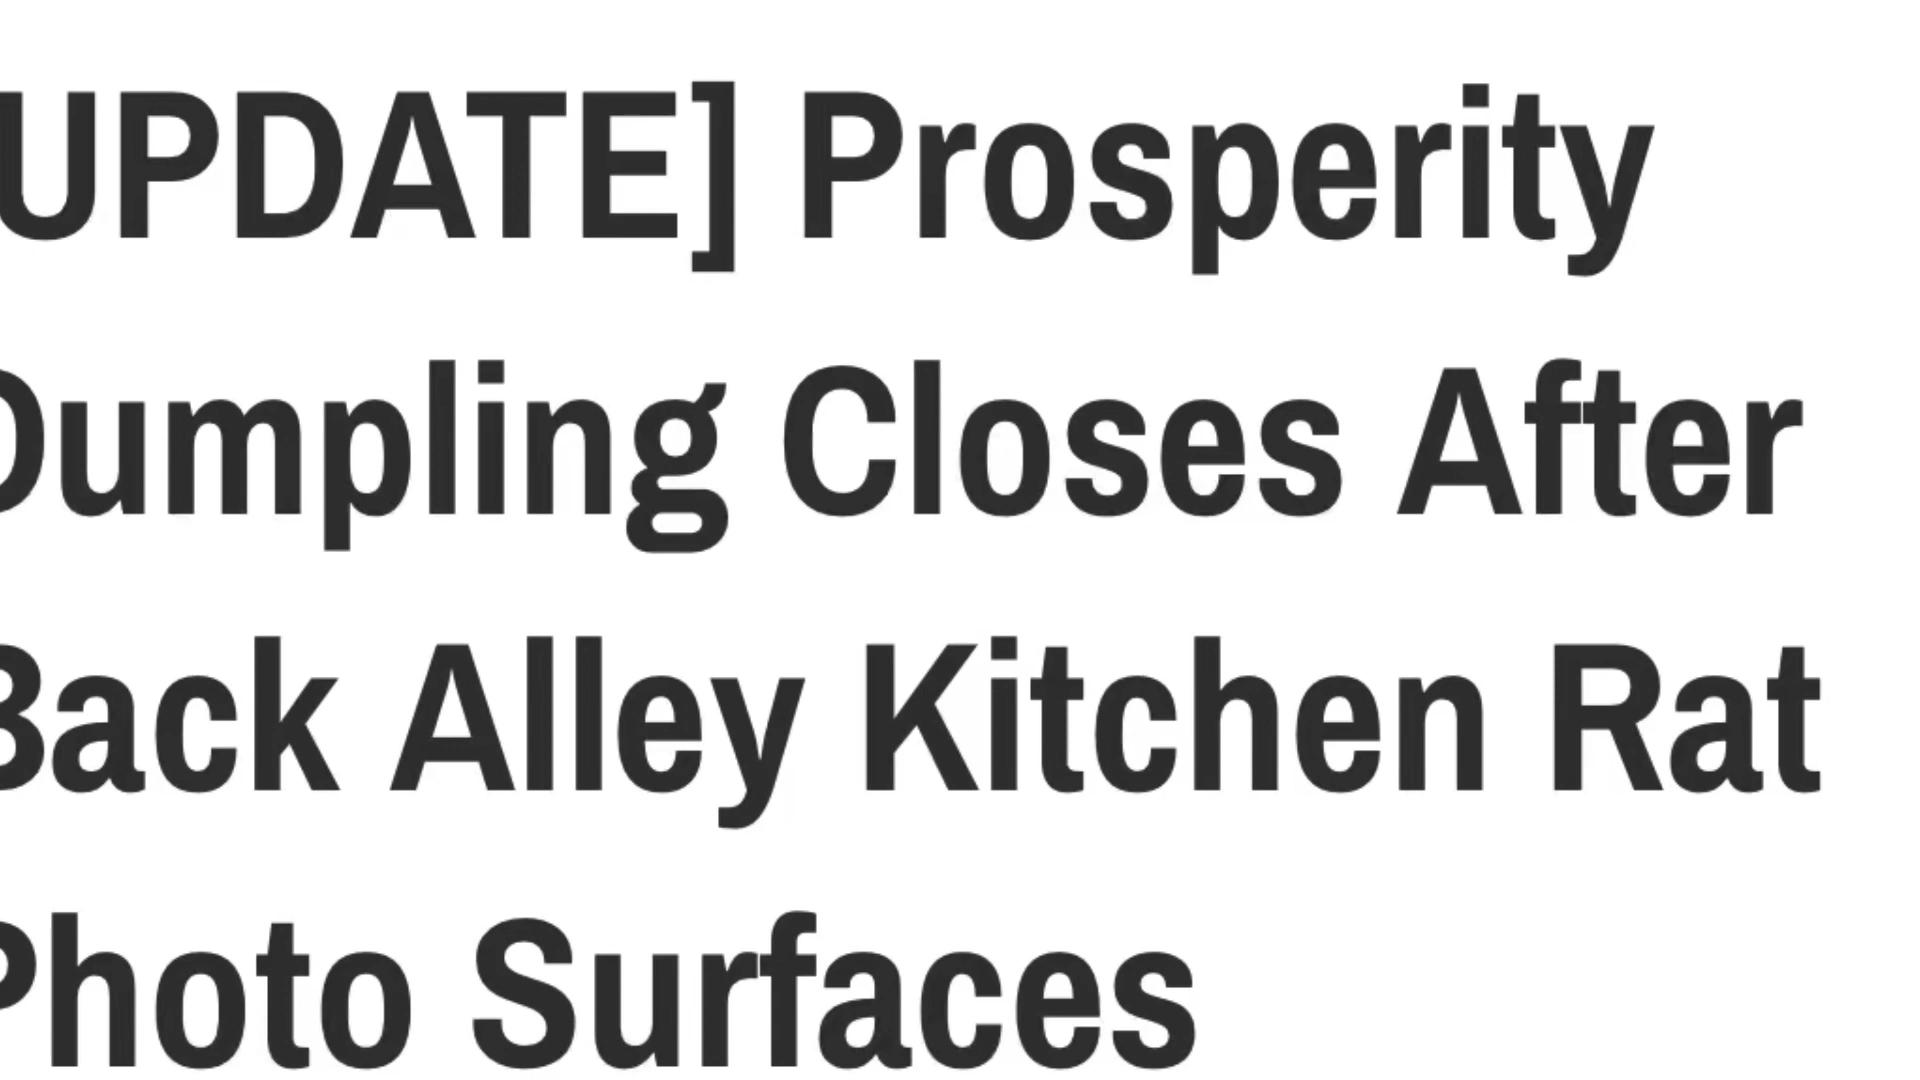 UPDATE] Prosperity
Dumpling Closes After
Back Alley Kitchen Rat
Photo Surfaces